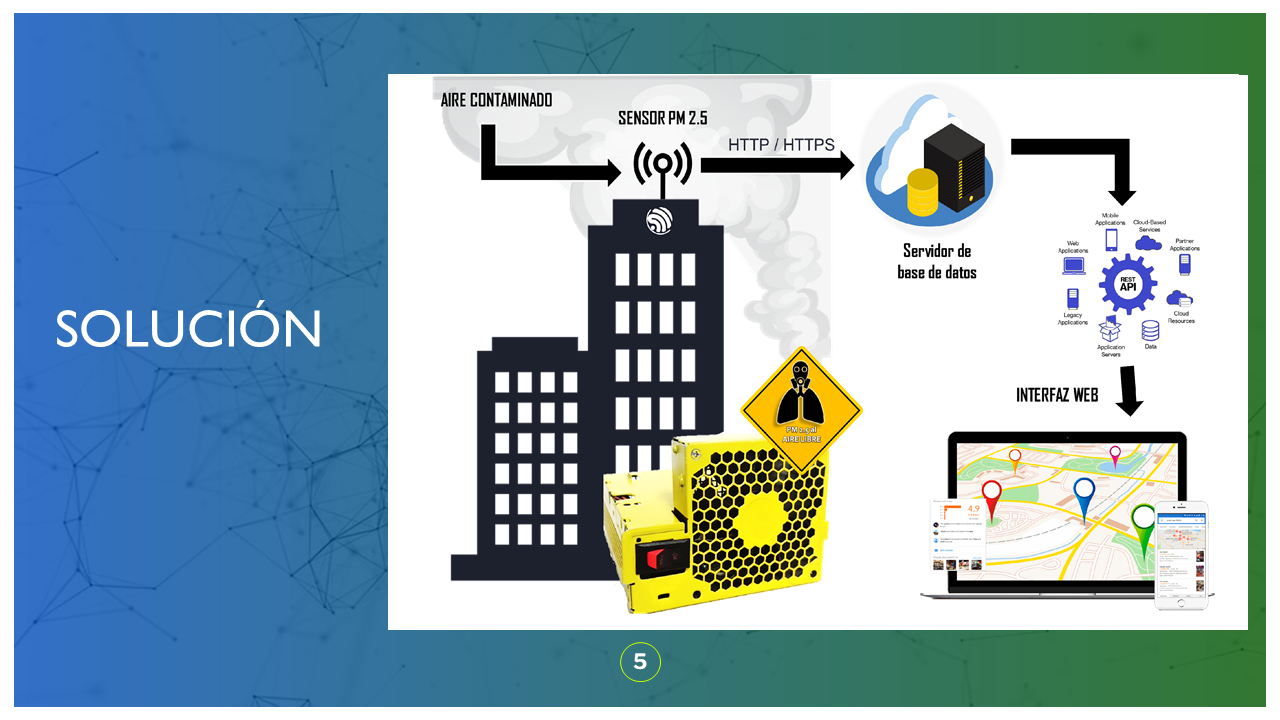 SOLUCIÓN
AIRE CONTAMINADO
SENSOR PM 2.5
HTTP / HTTPS
Servidor de
base de datos
Mobile
Applications
Cloud-Based
Services
Web
Applications
Partner
Applications
REST
API
Legacy
Applications
Cloud
Resources
Application
Servers
Data
PM 2.5 al
AIRE LIBRE
INTERFAZ WEB
4.9
5